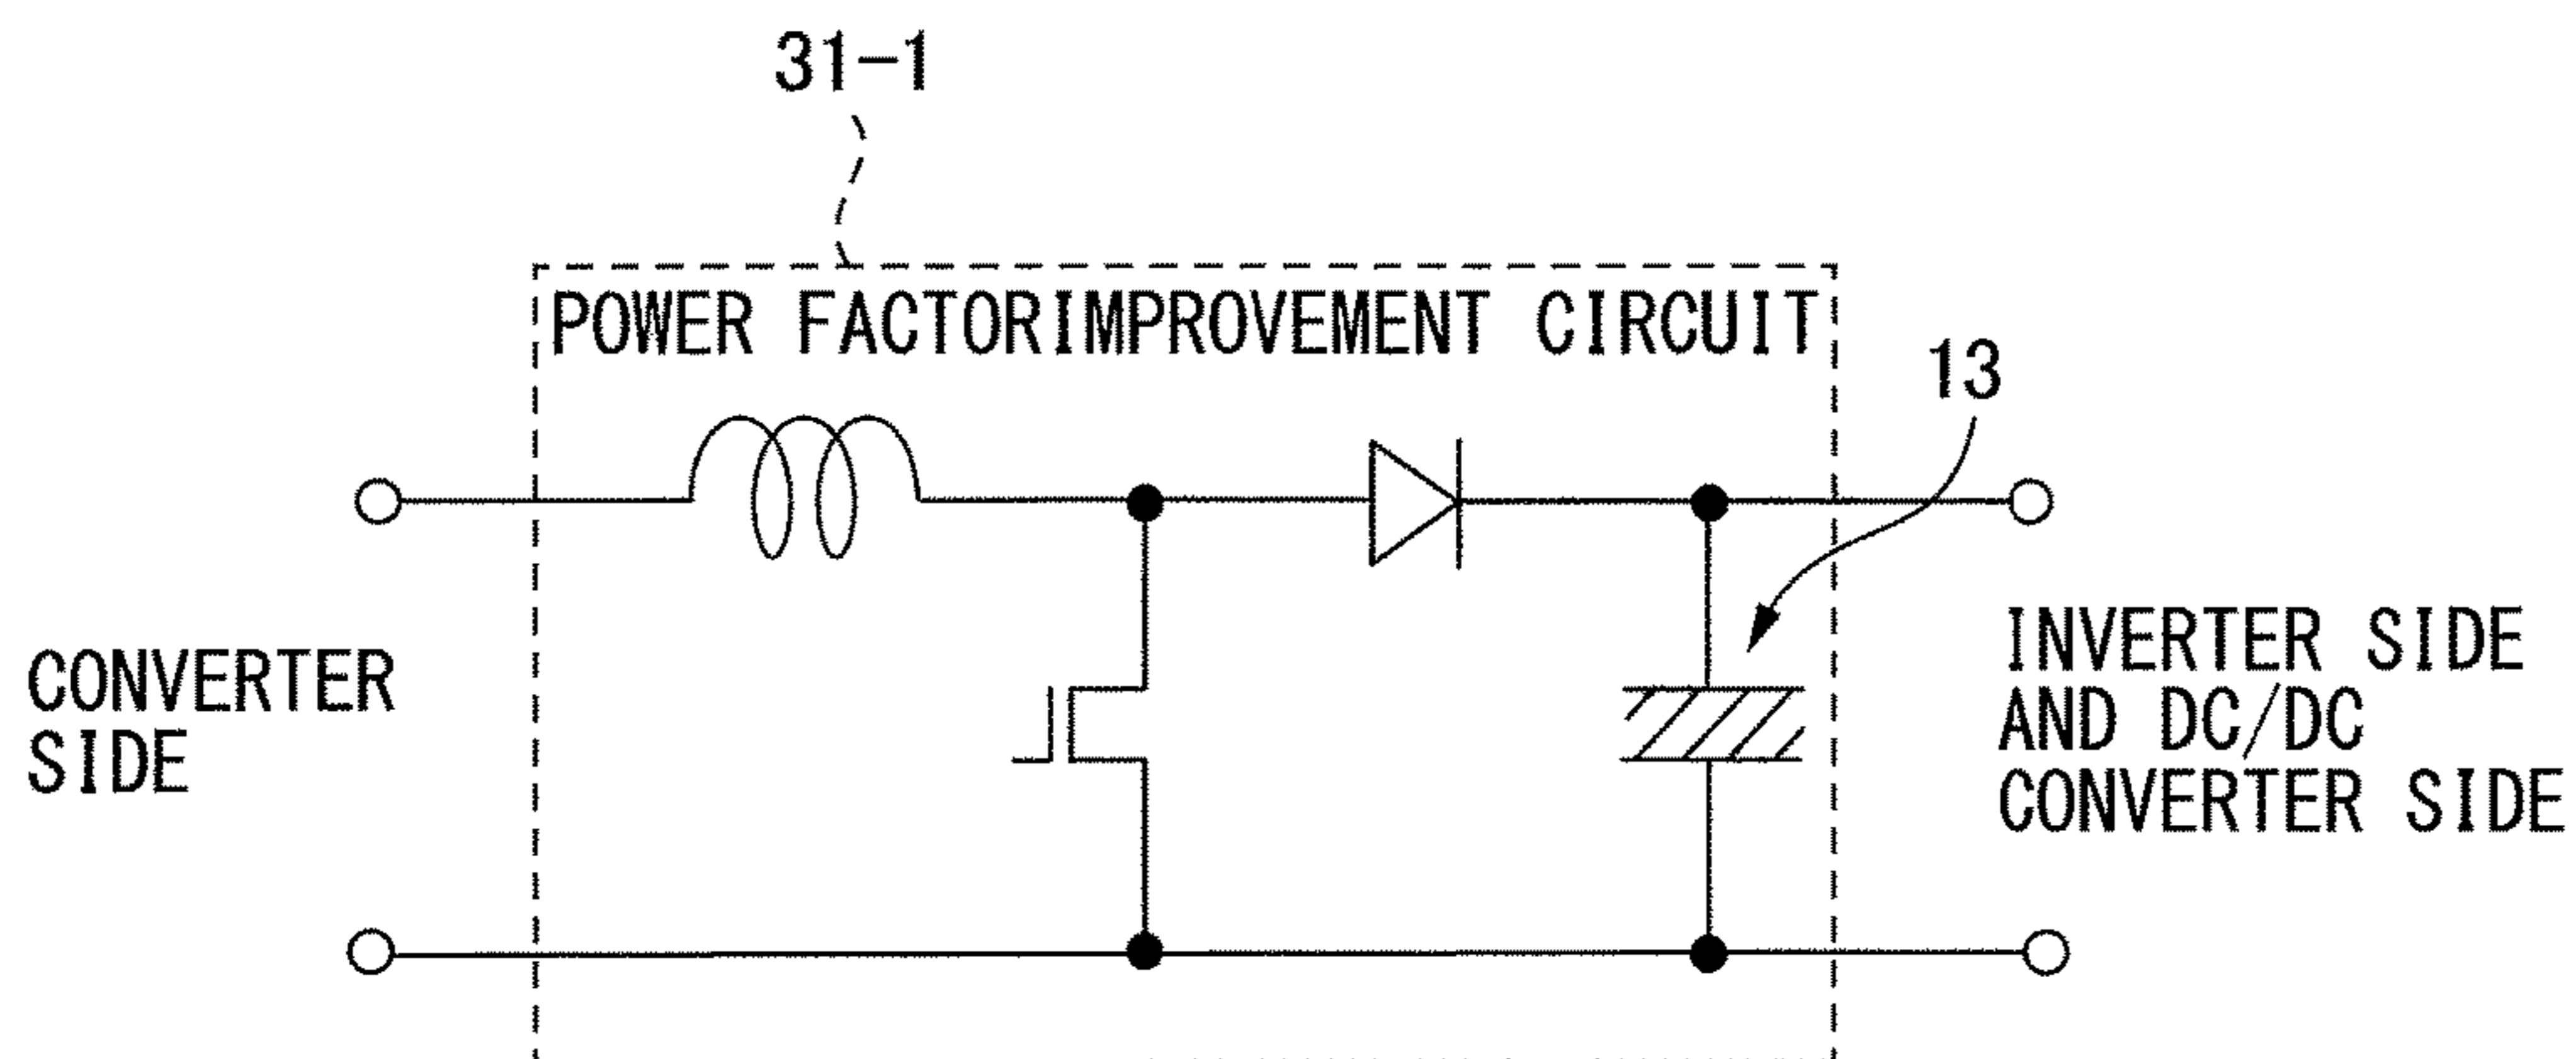 31-1
POWER FACTORIMPROVEMENT CIRCUIT
13
CONVERTER
SIDE
INVERTER SIDE
AND DC/DC
CONVERTER SIDE